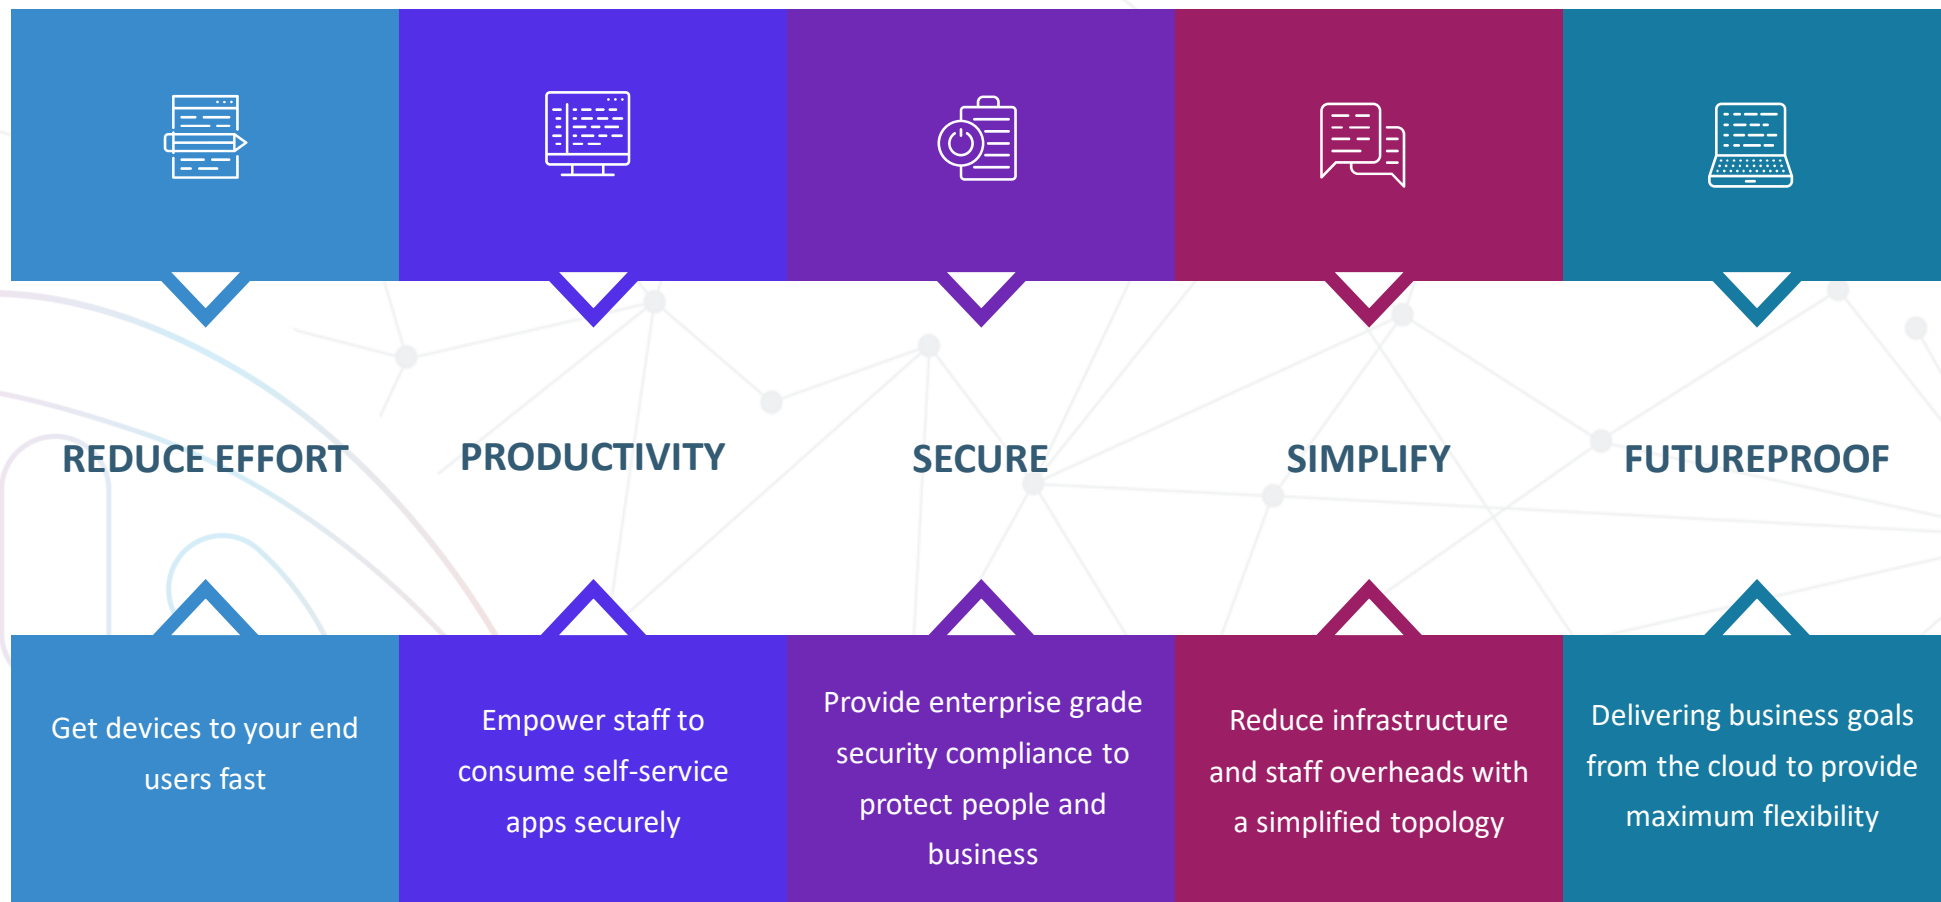 REDUCE EFFORT
PRODUCTIVITY
SECURE
SIMPLIFY
FUTUREPROOF
Get devices to your end
users fast
Empower staff to
consume self-service
apps securely
Provide enterprise grade
security compliance to
protect people and
business
Reduce infrastructure
and staff overheads with
a simplified topology
Delivering business goals
from the cloud to provide
maximum flexibility